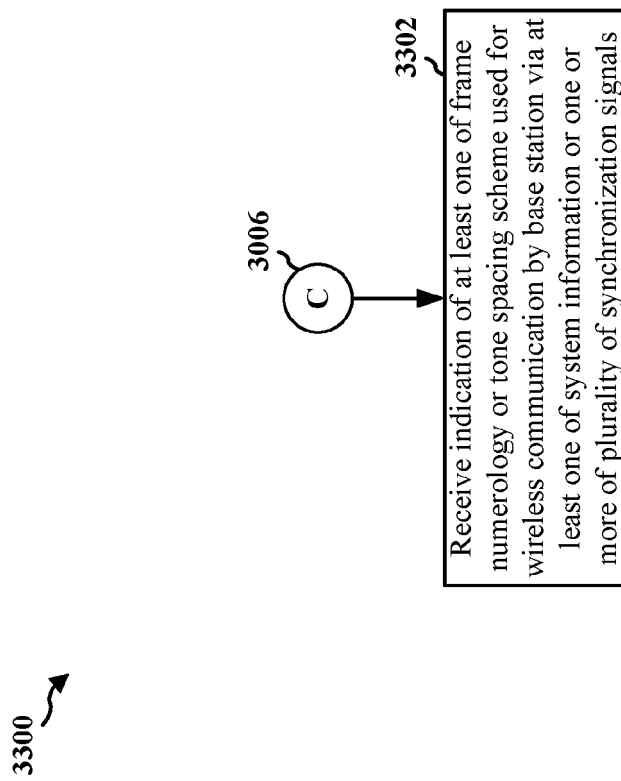 3300
3006
C
3302
Receive indication of at least one of frame
numerology or tone spacing scheme used for
wireless communication by base station via at
least one of system information or one or
more of plurality of synchronization signals